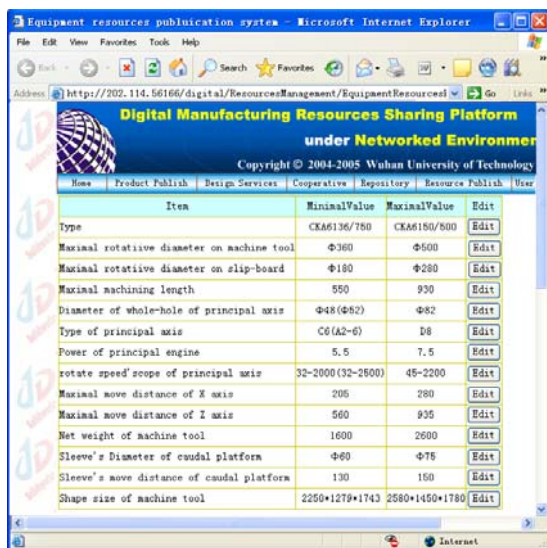 Equipment resources publuication system - Microsoft Internet Explorer
File Edit View Favorites Tools Help
Back Search Favorites
Address http://202.114.56166/digital/ResourcesManagement/EquipmentResources Go Links
Digital Manufacturing Resources Sharing Platform
under Networked Environmen
Copyright © 2004-2005 Wuhan University of Technology
Home Product Publish Design Services Cooperative Repository Resource Publish User
Item MinimalValue MaximalValue Edit
Type CKA6136/750 CKA6150/500 Edit
Maximal rotatiive diameter on machine tool Φ360 Φ500 Edit
Maximal rotatiive diameter on slip-board Φ180 Φ280 Edit
Maximal machining length 550 930 Edit
Diameter of whole-hole of principal axis Φ48(Φ52) Φ82 Edit
Type of principal axis C6(A2-6) D8 Edit
Power of principal engine 5.5 7.5 Edit
rotate speed'scope of principal axis 32-2000(32-2500) 45-2200 Edit
Maximal move distance of X axis 205 280 Edit
Maximal move distance of Z axis 560 935 Edit
Net weight of machine tool 1600 2600 Edit
Sleeve's Diameter of caudal platform Φ60 Φ75 Edit
Sleeve's move distance of caudal platform 130 150 Edit
Shape size of machine tool 2250*1279*1743 2580*1450*1780 Edit
Internet